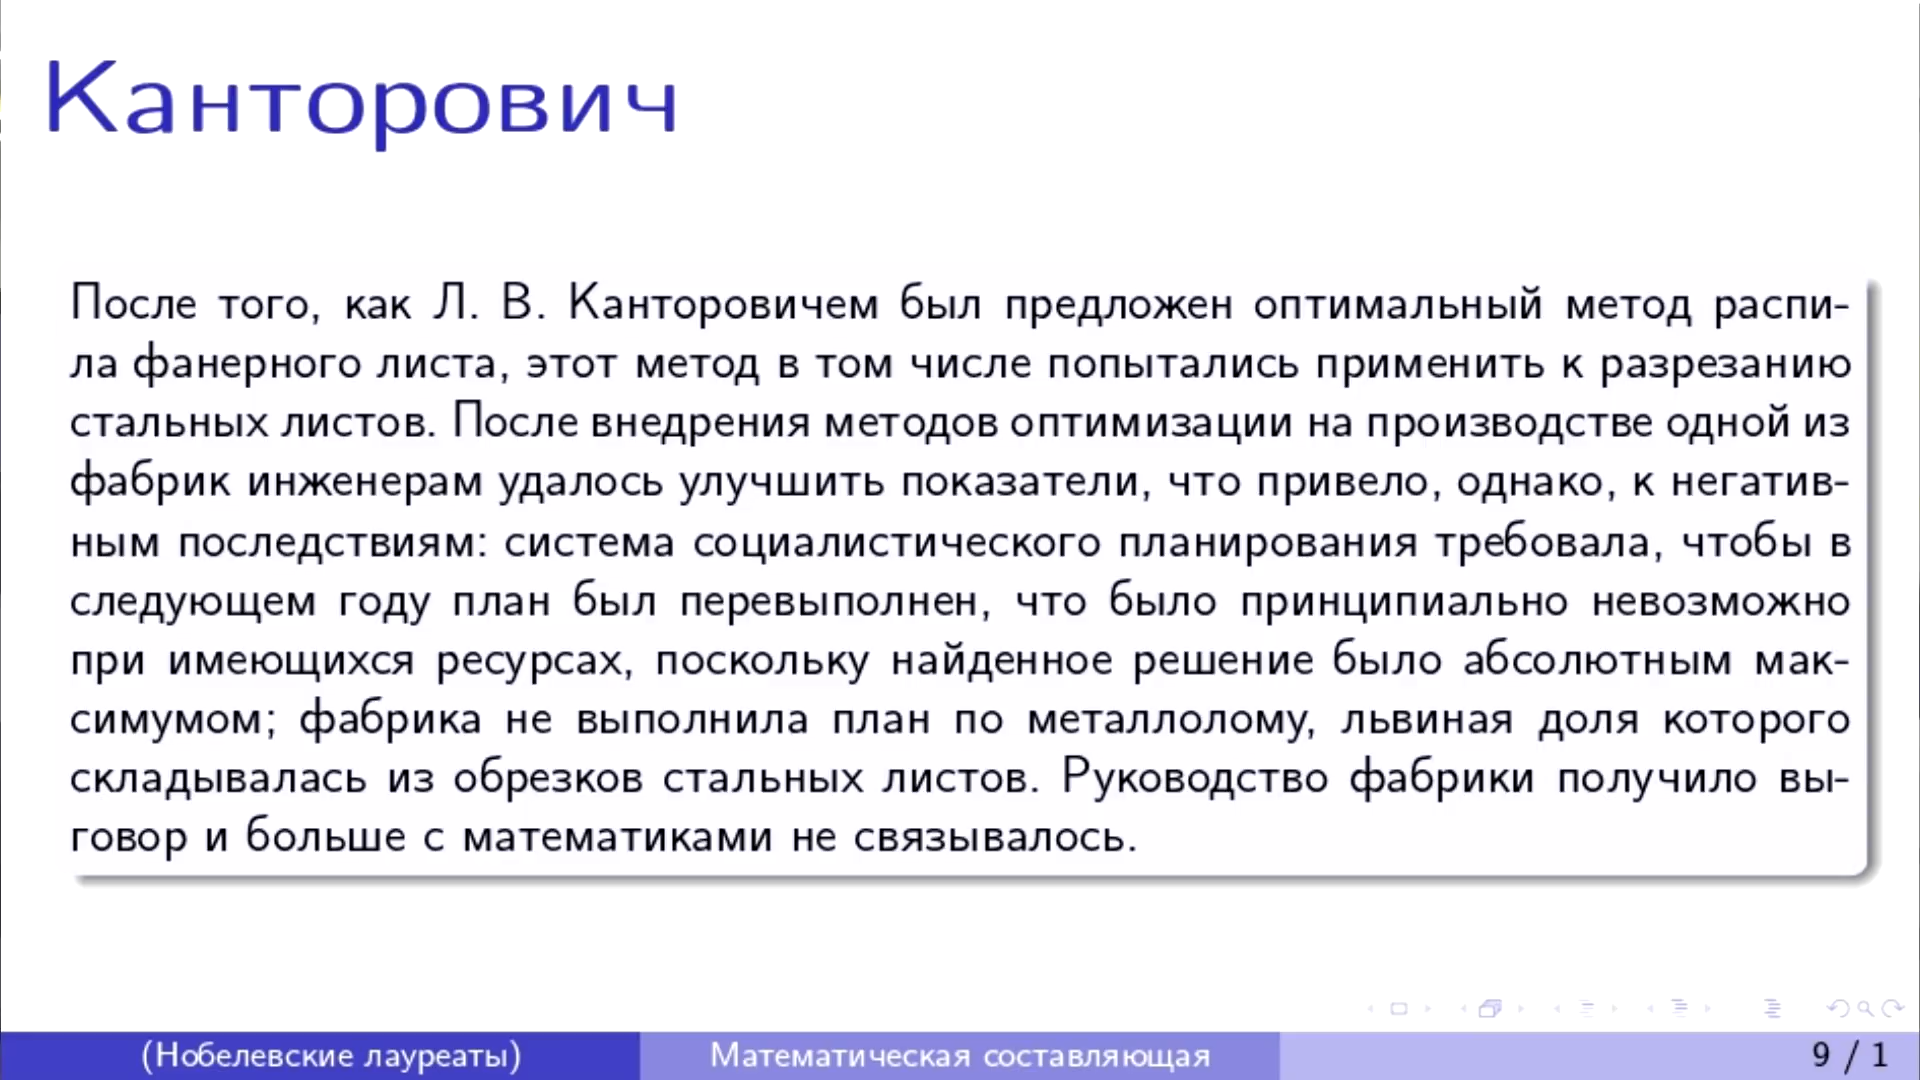 Канторович
После того, как Л. В. Канторовичем был предложен оптимальный метод распи-
ла фанерного листа, этот метод в том числе попытались применить к разрезанию
стальных листов. После внедрения методов оптимизации на производстве одной из
фабрик инженерам удалось улучшить показатели, что привело, однако, к негатив-
ным последствиям: система социалистического планирования требовала, чтобы в
следующем году план был перевыполнен, что было принципиально невозможно
при имеющихся ресурсах, поскольку найденное решение было абсолютным мак-
симумом; фабрика не выполнила план по металлолому, львиная доля которого
складывалась из обрезков стальных листов. Руководство фабрики получило вы-
говор и больше с математиками не связывалось.
(Нобелевские лауреаты) Математическая составляющая 9 / 1